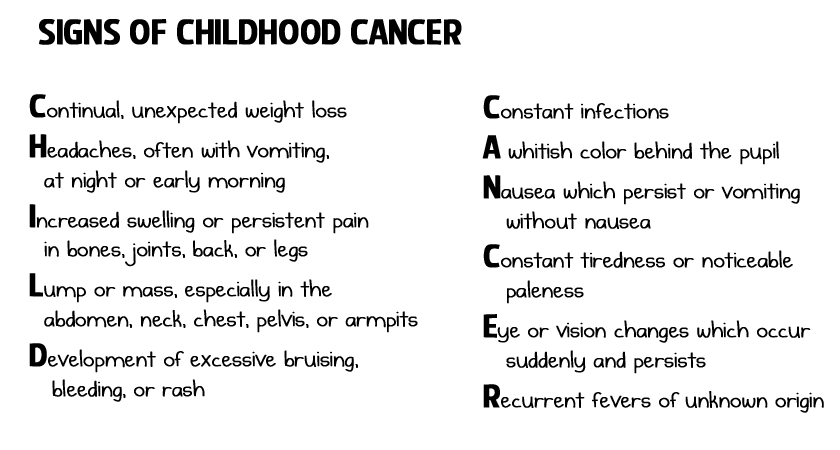 SIGNS OF CHILDHOOD CANCER
Continual, unexpected weight loss
Headaches, often with vomiting,
at night or early morning
Increased swelling or persistent pain
in bones, joints, back, or legs
Lump or mass, especially in the
abdomen, neck, chest, pelvis, or armpits
Development of excessive bruising,
bleeding, or rash
Constant infections
A whitish color behind the pupil
Nausea which persist or vomiting
without nausea
Constant tiredness or noticeable
paleness
Eye or vision changes which occur
suddenly and persists
Recurrent fevers of unknown origin